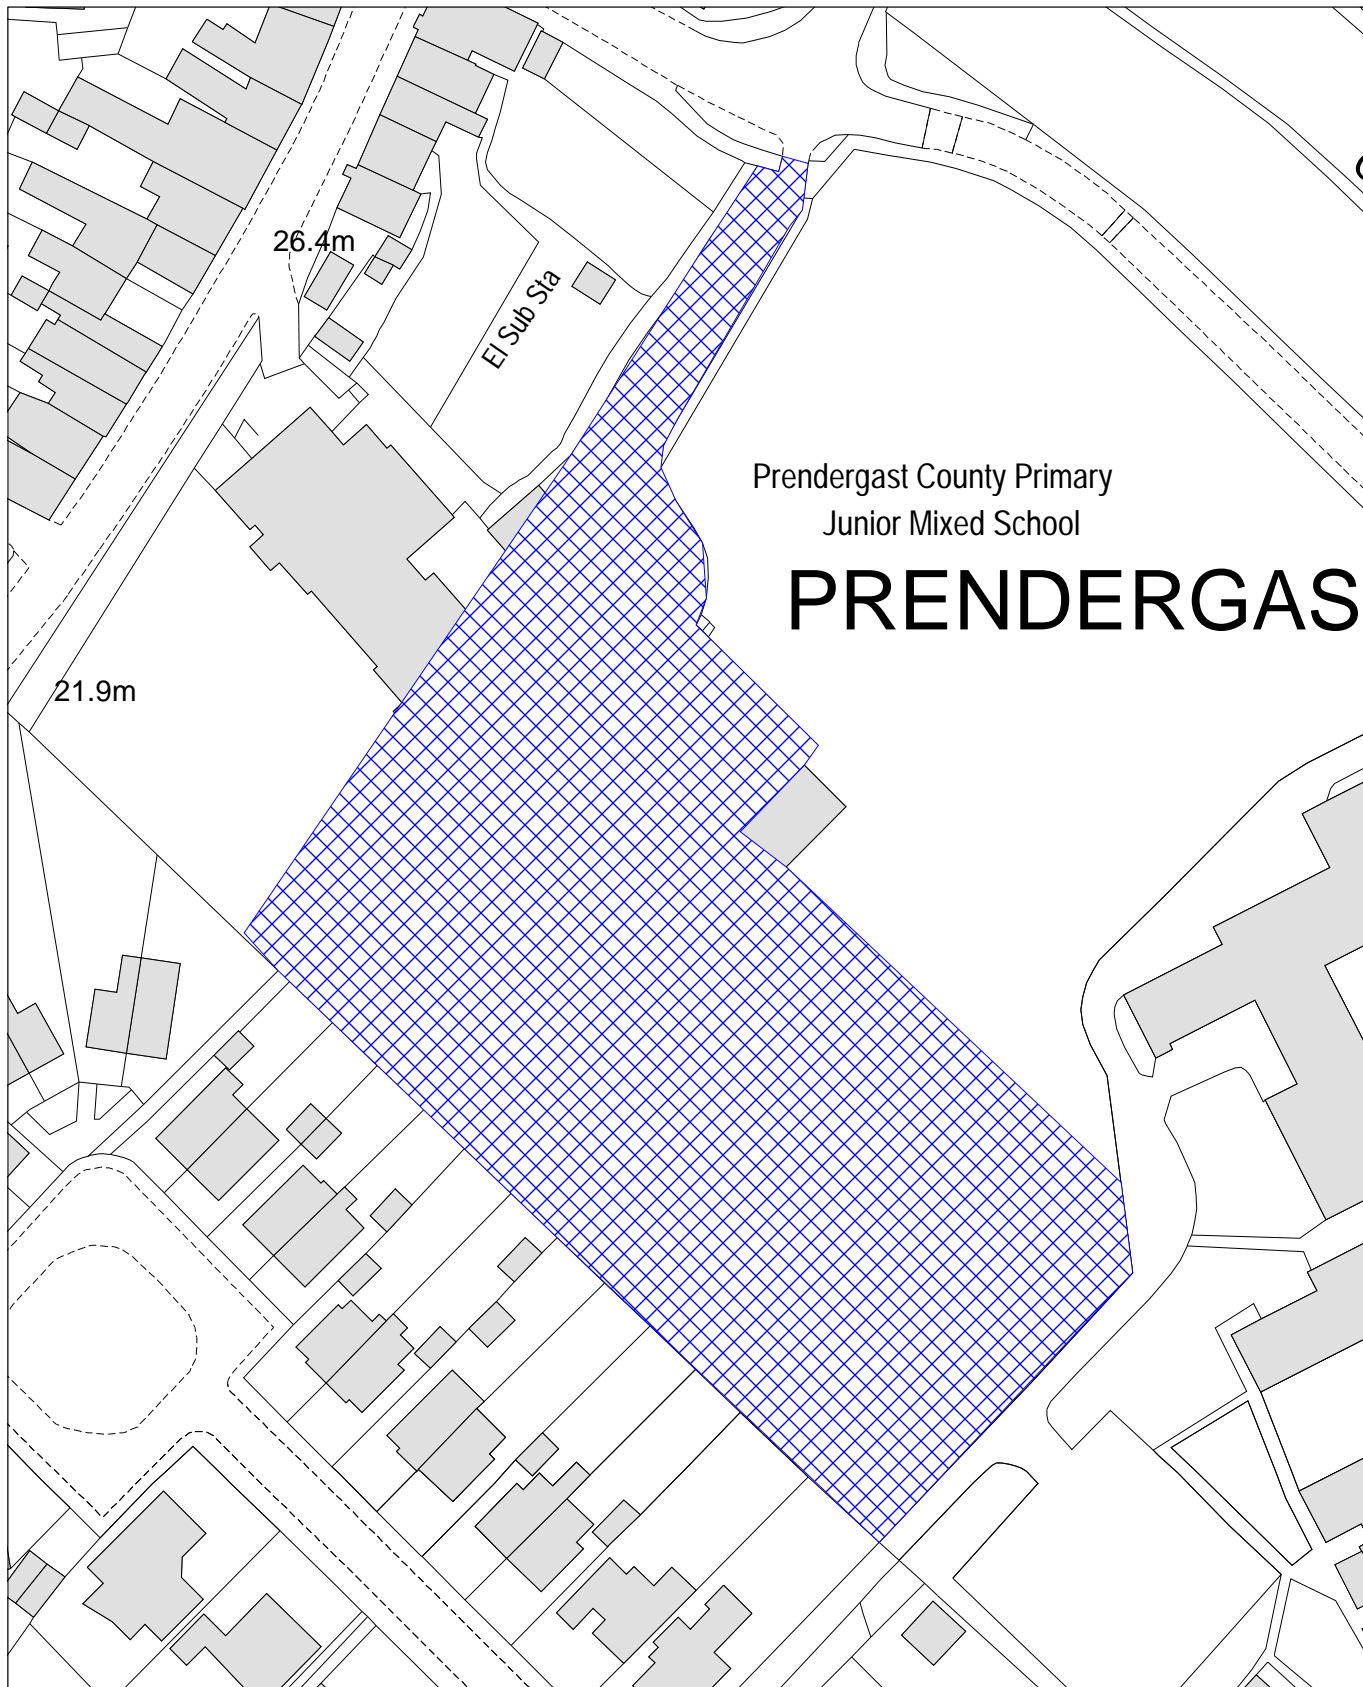 26.4m
El Sub Sta
Prendergast County Primary
Junior Mixed School
PRENDERGAS
21.9m